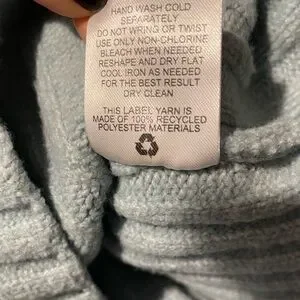 HAND WASH COLD
SEPARATELY
DO NOT WRING OR TWIST
USE ONLY NON-CHLORINE
BLEACH WHEN NEEDED
RESHAPE AND DRY FLAT
COOL IRON AS NEEDED
FOR THE BEST RESULT
DRY CLEAN
THIS LABEL YARN IS
MADE OF 100% RECYCLED
POLYESTER MATERIALS